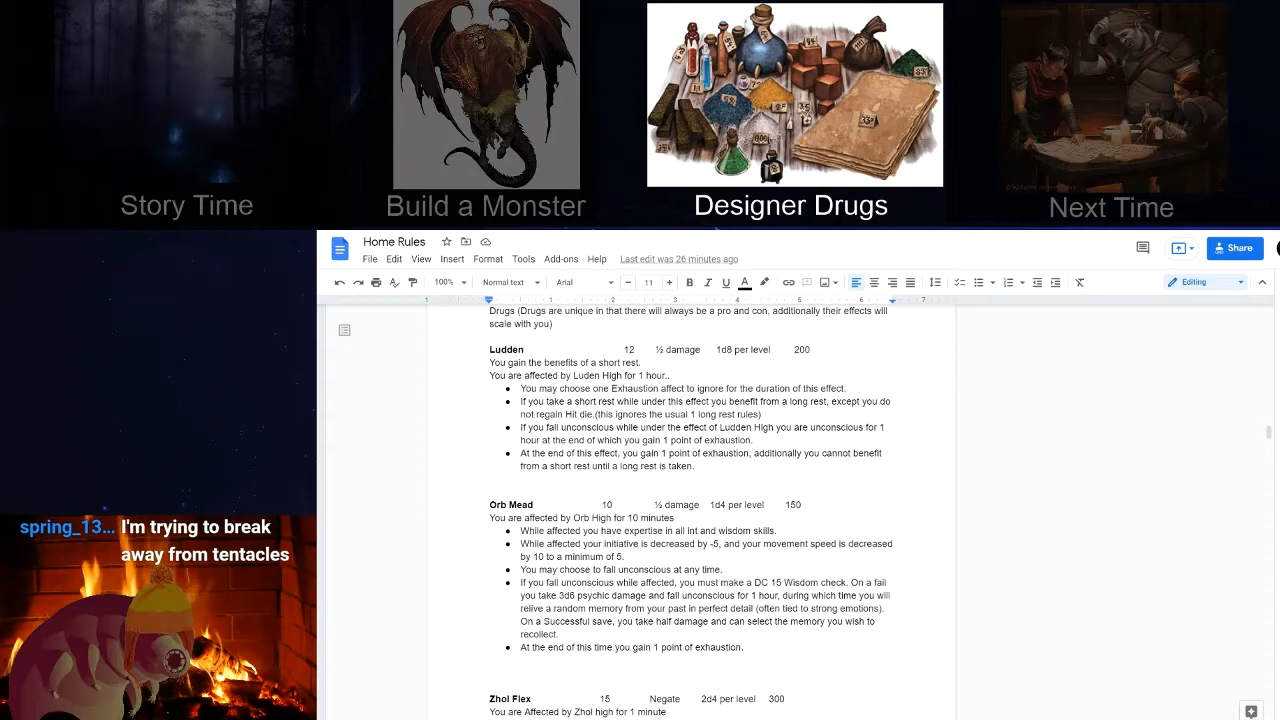 Story Time
Build a Monster
Designer Drugs
Next Time
Home Rules
File Edit View Insert Format Tools Add-ons Help Last edit was 26 minutes ago
Share
100% Normal text Arial 11 B I U A Editing
1 1 2 3 4 5 6 7
Drugs (Drugs are unique in that there will always be a pro and con, additionally their effects will
scale with you)
Ludden 12 ½ damage 1d8 per level 200
You gain the benefits of a short rest.
You are affected by Luden High for 1 hour..
● You may choose one Exhaustion affect to ignore for the duration of this effect.
● If you take a short rest while under this effect you benefit from a long rest, except you do
not regain Hit die.(this ignores the usual 1 long rest rules)
● If you fall unconscious while under the effect of Ludden High you are unconscious for 1
hour at the end of which you gain 1 point of exhaustion.
● At the end of this effect, you gain 1 point of exhaustion, additionally you cannot benefit
from a short rest until a long rest is taken.
Orb Mead 10 ½ damage 1d4 per level 150
You are affected by Orb High for 10 minutes
● While affected you have expertise in all int and wisdom skills.
● While affected your initiative is decreased by -5, and your movement speed is decreased
by 10 to a minimum of 5.
● You may choose to fall unconscious at any time.
● If you fall unconscious while affected, you must make a DC 15 Wisdom check. On a fail
you take 3d6 psychic damage and fall unconscious for 1 hour, during which time you will
relive a random memory from your past in perfect detail (often tied to strong emotions).
On a Successful save, you take half damage and can select the memory you wish to
recollect.
● At the end of this time you gain 1 point of exhaustion.
Zhol Flex 15 Negate 2d4 per level 300
You are Affected by Zhol high for 1 minute
spring_13… I'm trying to break
away from tentacles